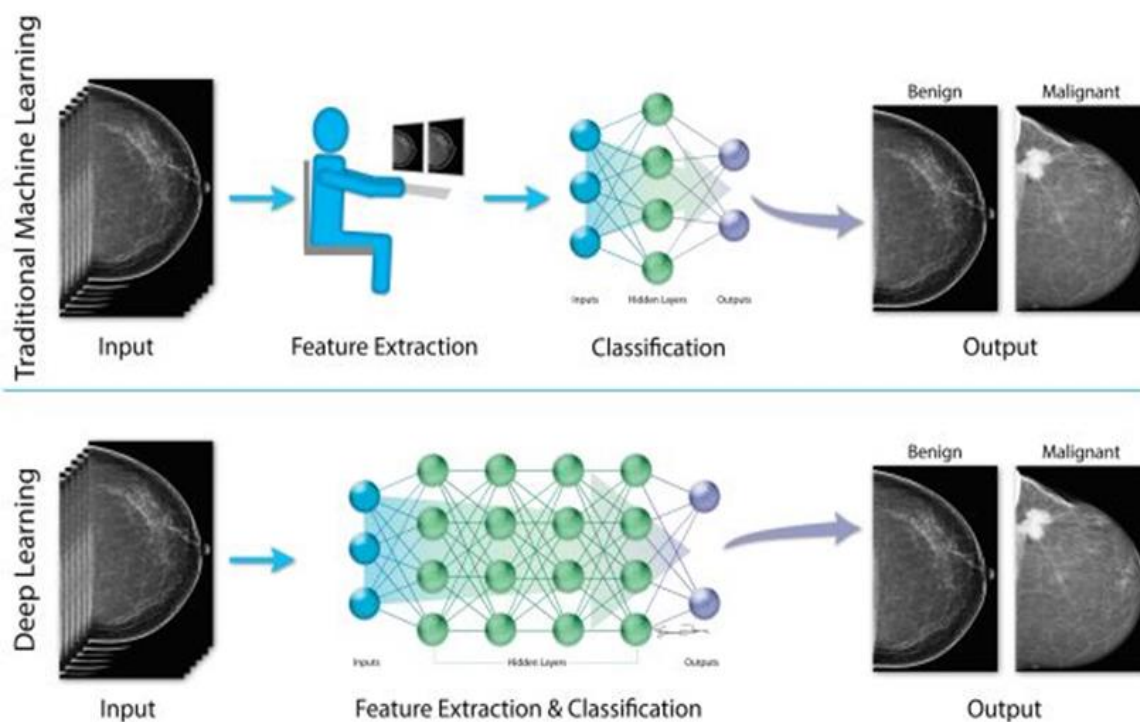 Traditional Machine Learning
Benign
Malignant
Inputs
Hidden Layers
Outputs
Input
Feature Extraction
Classification
Output
Deep Learning
Benign
Malignant
Inputs
Hidden Layers
Outputs
Input
Feature Extraction & Classification
Output